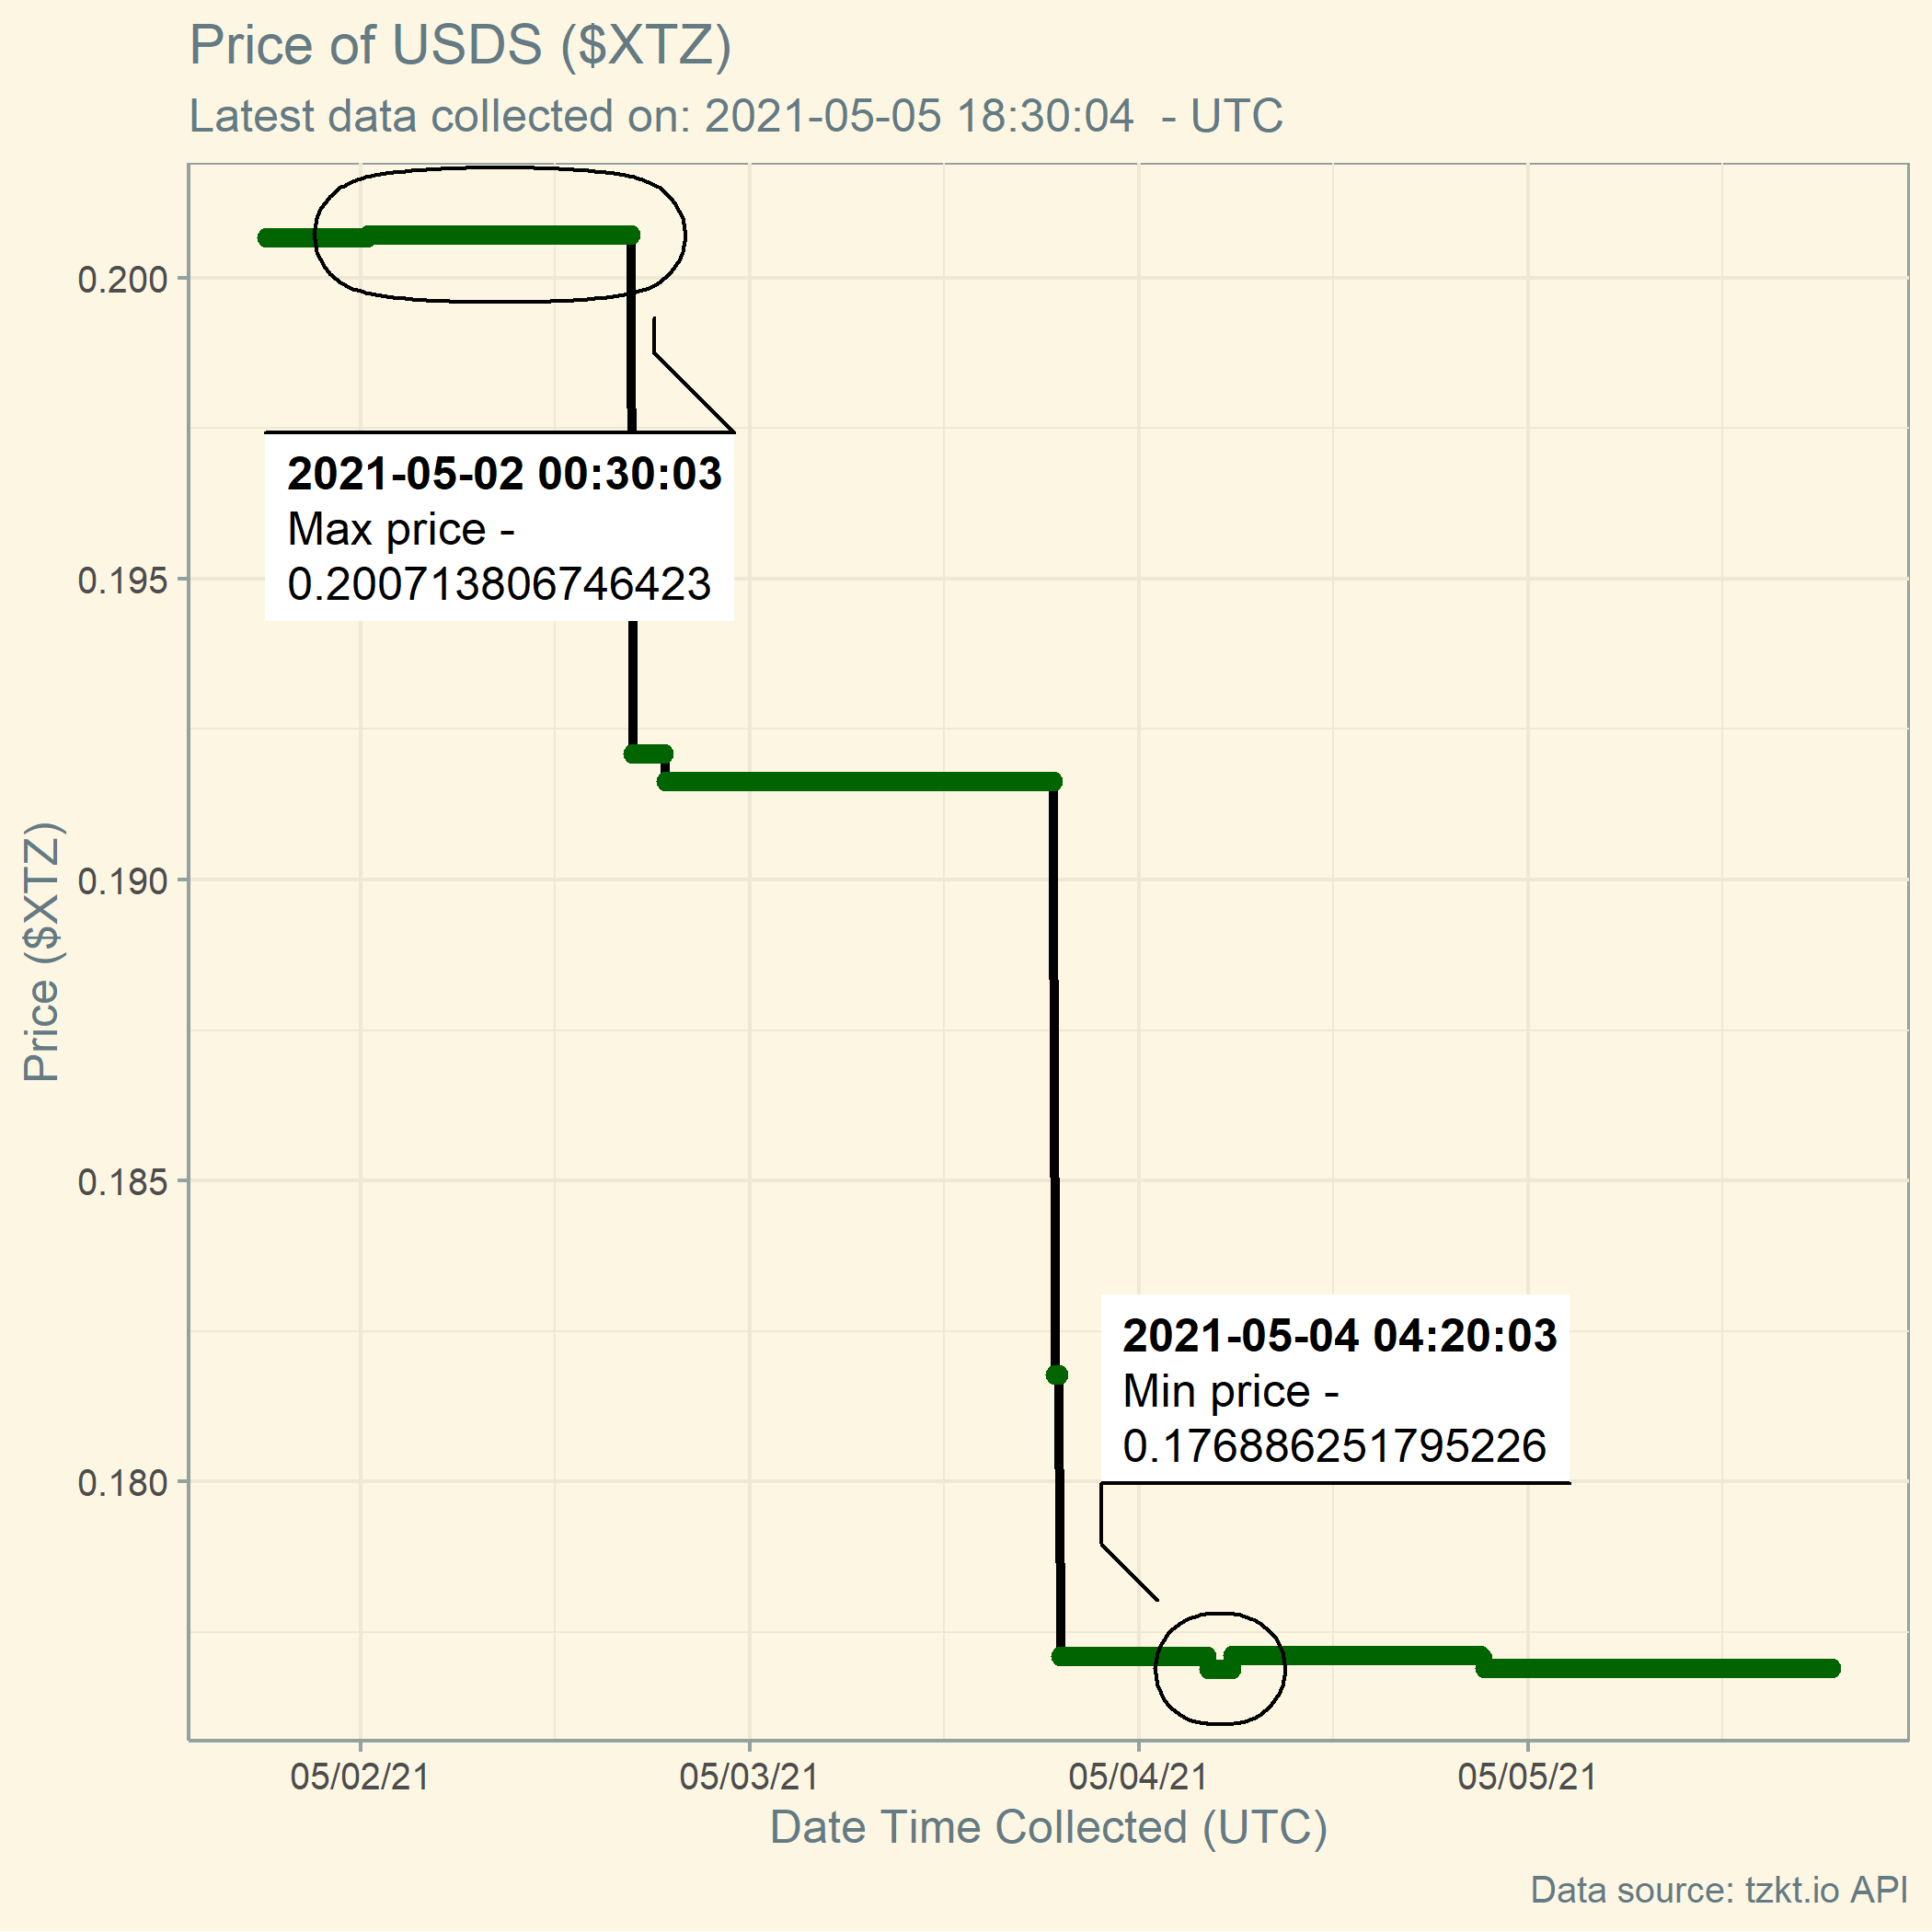 Price of USDS ($XTZ)
Latest data collected on: 2021-05-05 18:30:04  - UTC
0.200
0.195
0.190
0.185
0.180
Price ($XTZ)
2021-05-02 00:30:03
Max price -
0.200713806746423
2021-05-04 04:20:03
Min price -
0.176886251795226
05/02/21
05/03/21
05/04/21
05/05/21
Date Time Collected (UTC)
Data source: tzkt.io API